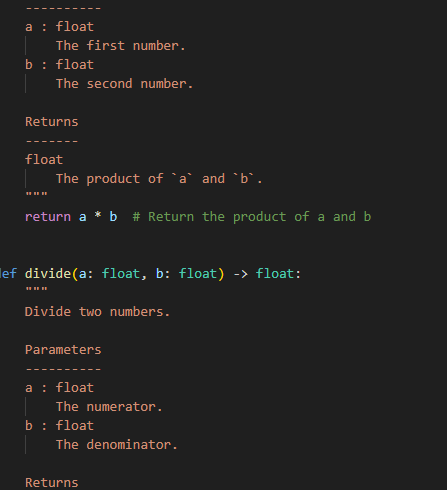 ----------
a : float
The first number.
b : float
The second number.
Returns
-------
float
The product of `a` and `b`.
"""
return a * b  # Return the product of a and b
ef divide(a: float, b: float) -> float:
"""
Divide two numbers.
Parameters
----------
a : float
The numerator.
b : float
The denominator.
Returns